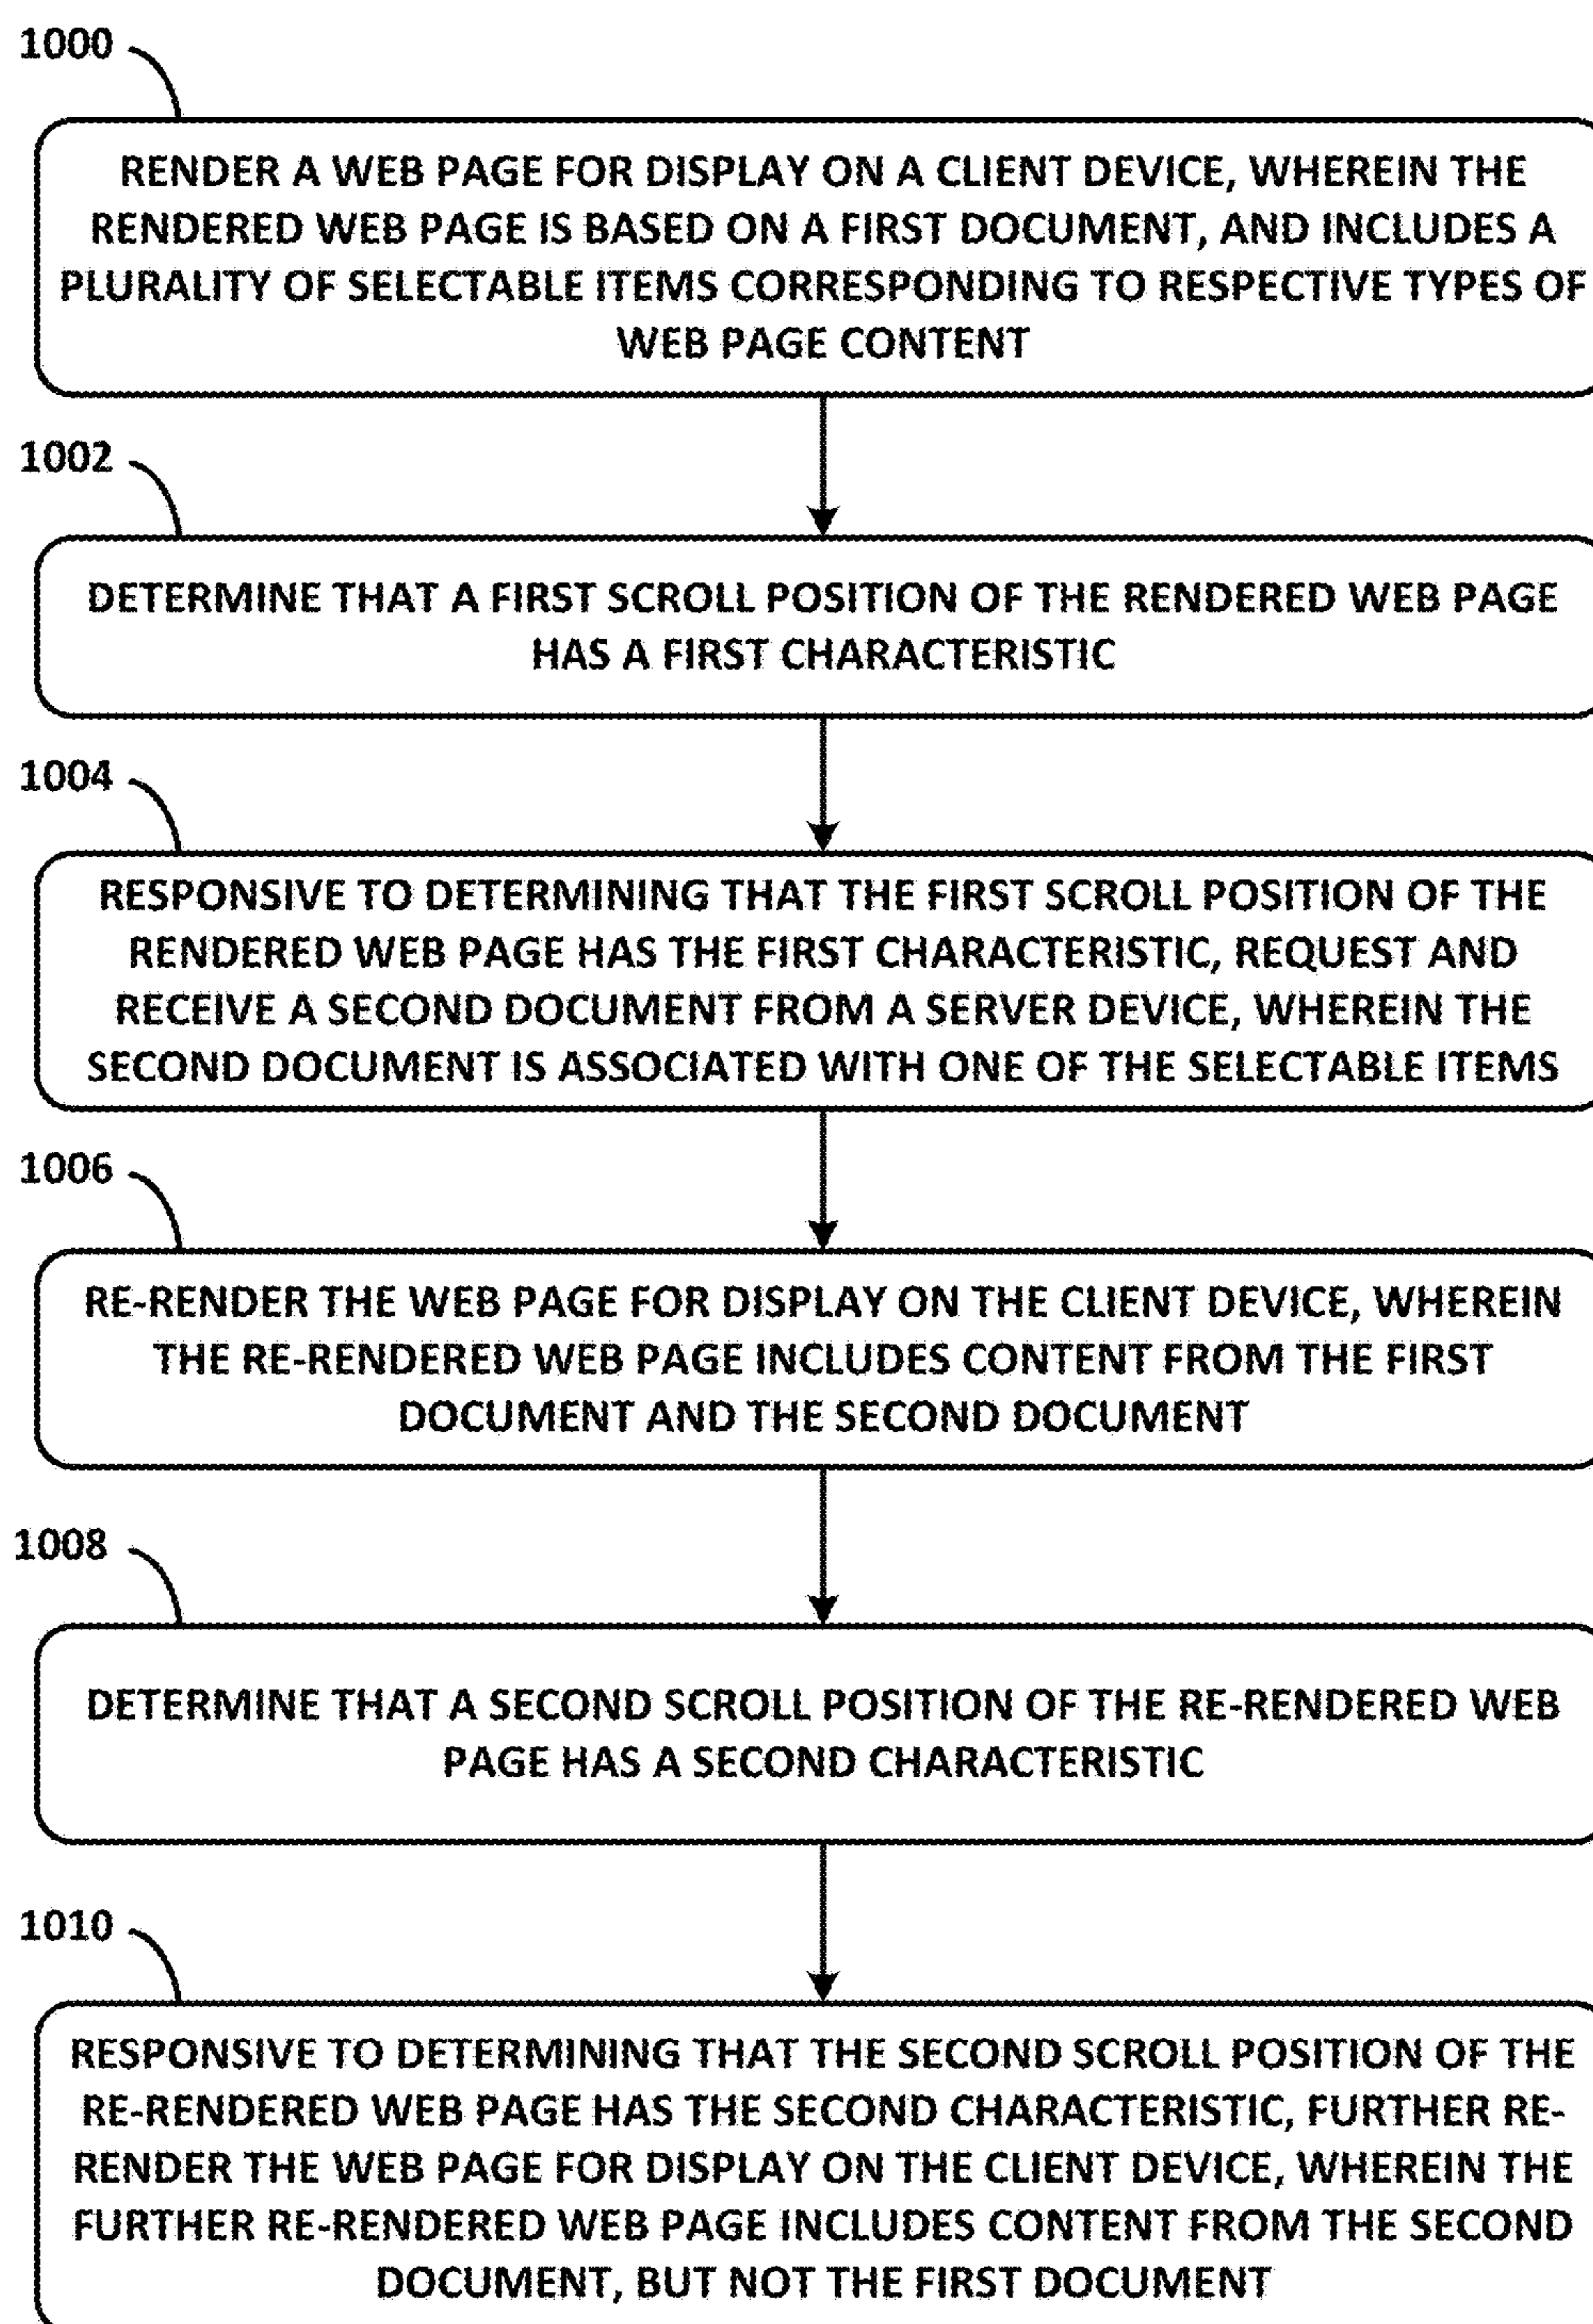 1000
RENDER A WEB PAGE FOR DISPLAY ON A CLIENT DEVICE, WHEREIN THE
RENDERED WEB PAGE IS BASED ON A FIRST DOCUMENT, AND INCLUDES A
PLURALITY OF SELECTABLE ITEMS CORRESPONDING TO RESPECTIVE TYPES OF
WEB PAGE CONTENT
1002
DETERMINE THAT A FIRST SCROLL POSITION OF THE RENDERED WEB PAGE
HAS A FIRST CHARACTERISTIC
1004
RESPONSIVE TO DETERMINING THAT THE FIRST SCROLL POSITION OF THE
RENDERED WEB PAGE HAS THE FIRST CHARACTERISTIC, REQUEST AND
RECEIVE A SECOND DOCUMENT FROM A SERVER DEVICE, WHEREIN THE
SECOND DOCUMENT IS ASSOCIATED WITH ONE OF THE SELECTABLE ITEMS
1006
RE-RENDER THE WEB PAGE FOR DISPLAY ON THE CLIENT DEVICE, WHEREIN
THE RE-RENDERED WEB PAGE INCLUDES CONTENT FROM THE FIRST
DOCUMENT AND THE SECOND DOCUMENT
1008
DETERMINE THAT A SECOND SCROLL POSITION OF THE RE-RENDERED WEB
PAGE HAS A SECOND CHARACTERISTIC
1010
RESPONSIVE TO DETERMINING THAT THE SECOND SCROLL POSITION OF THE
RE-RENDERED WEB PAGE HAS THE SECOND CHARACTERISTIC, FURTHER RE-
RENDER THE WEB PAGE FOR DISPLAY ON THE CLIENT DEVICE, WHEREIN THE
FURTHER RE-RENDERED WEB PAGE INCLUDES CONTENT FROM THE SECOND
DOCUMENT, BUT NOT THE FIRST DOCUMENT